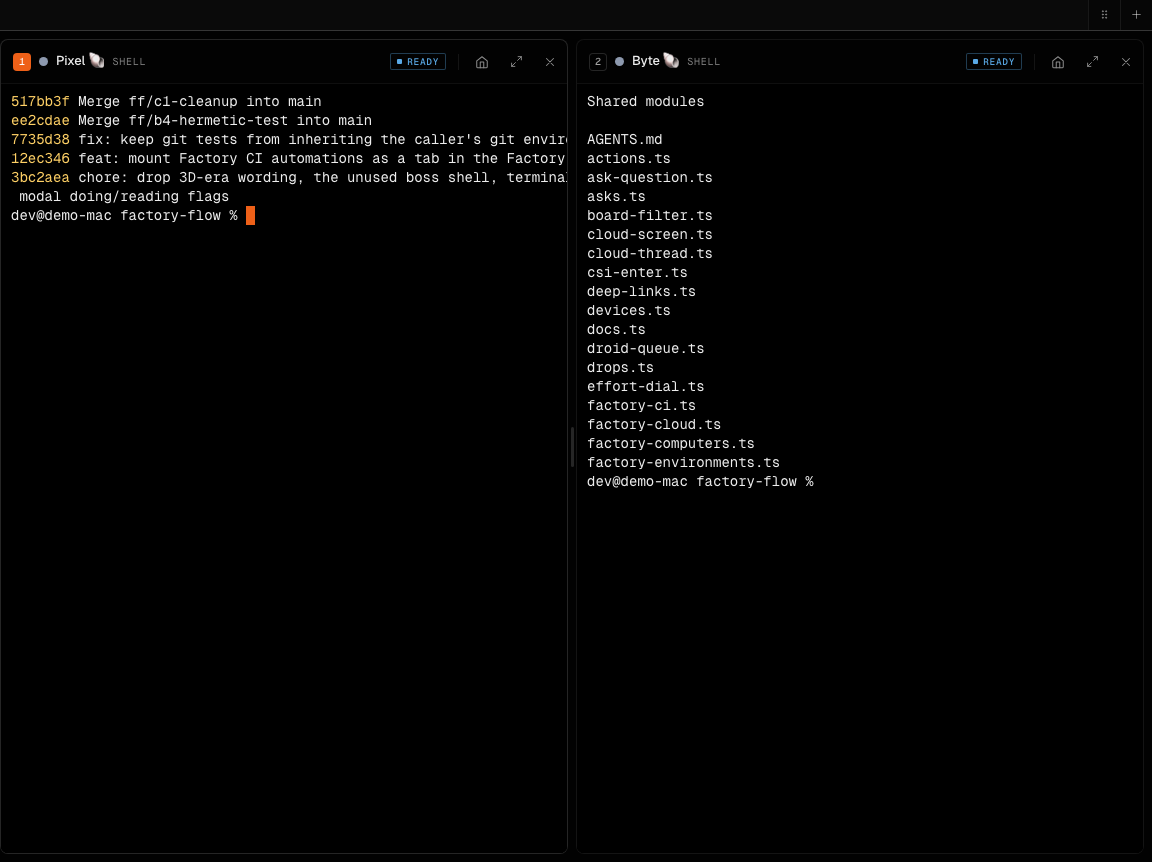 1 Pixel SHELL READY
517bb3f Merge ff/c1-cleanup into main
ee2cdae Merge ff/b4-hermetic-test into main
7735d38 fix: keep git tests from inheriting the caller's git envir
12ec346 feat: mount Factory CI automations as a tab in the Factory
3bc2aea chore: drop 3D-era wording, the unused boss shell, termina
modal doing/reading flags
dev@demo-mac factory-flow %
2 Byte SHELL READY
Shared modules
AGENTS.md
actions.ts
ask-question.ts
asks.ts
board-filter.ts
cloud-screen.ts
cloud-thread.ts
csi-enter.ts
deep-links.ts
devices.ts
docs.ts
droid-queue.ts
drops.ts
effort-dial.ts
factory-ci.ts
factory-cloud.ts
factory-computers.ts
factory-environments.ts
dev@demo-mac factory-flow %